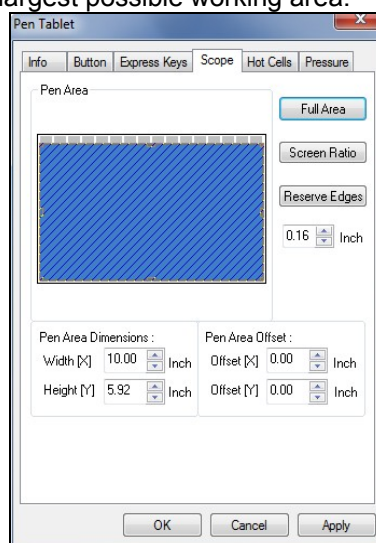 largest possible working area.
Pen Tablet
Info Button Express Keys Scope Hot Cells Pressure
Pen Area
Full Area
Screen Ratio
Reserve Edges
0.16 Inch
Pen Area Dimensions :
Width [X] 10.00 Inch
Height [Y] 5.92 Inch
Pen Area Offset :
Offset [X] 0.00 Inch
Offset [Y] 0.00 Inch
OK Cancel Apply